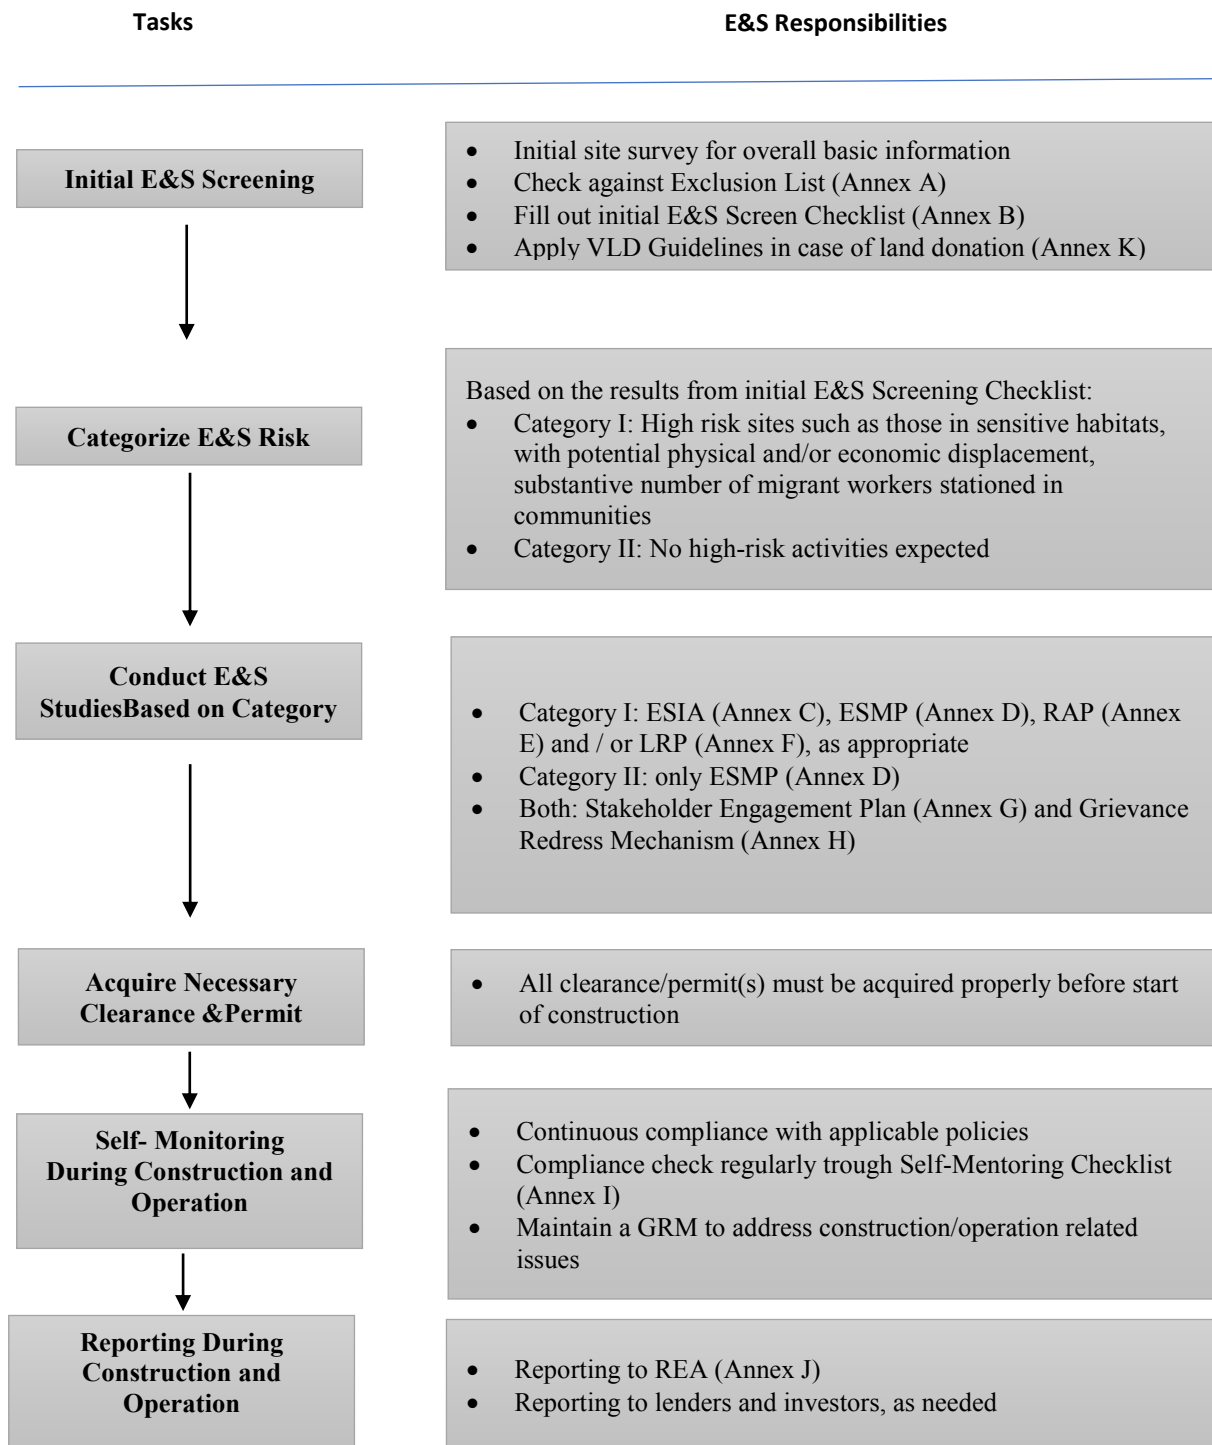 Tasks
E&S Responsibilities
Initial E&S Screening
• Initial site survey for overall basic information
• Check against Exclusion List (Annex A)
• Fill out initial E&S Screen Checklist (Annex B)
• Apply VLD Guidelines in case of land donation (Annex K)
Categorize E&S Risk
Based on the results from initial E&S Screening Checklist:
• Category I: High risk sites such as those in sensitive habitats,
with potential physical and/or economic displacement,
substantive number of migrant workers stationed in
communities
• Category II: No high-risk activities expected
Conduct E&S
StudiesBased on Category
• Category I: ESIA (Annex C), ESMP (Annex D), RAP (Annex
E) and / or LRP (Annex F), as appropriate
• Category II: only ESMP (Annex D)
• Both: Stakeholder Engagement Plan (Annex G) and Grievance
Redress Mechanism (Annex H)
Acquire Necessary
Clearance &Permit
• All clearance/permit(s) must be acquired properly before start
of construction
Self- Monitoring
During Construction and
Operation
• Continuous compliance with applicable policies
• Compliance check regularly trough Self-Mentoring Checklist
(Annex I)
• Maintain a GRM to address construction/operation related
issues
Reporting During
Construction and
Operation
• Reporting to REA (Annex J)
• Reporting to lenders and investors, as needed